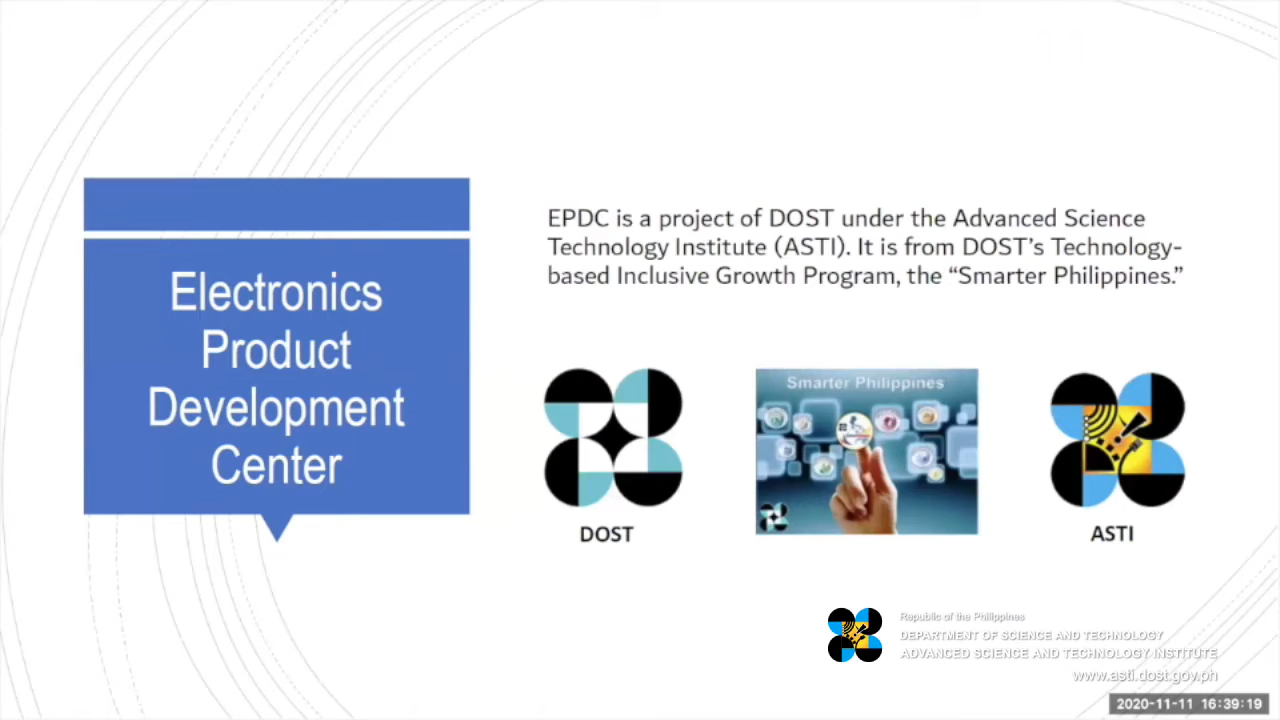 Electronics
Product
Development
Center
EPDC is a project of DOST under the Advanced Science
Technology Institute (ASTI). It is from DOST’s Technology-
based Inclusive Growth Program, the “Smarter Philippines.”
Smarter Philippines
DOST
ASTI
Republic of the Philippines
DEPARTMENT OF SCIENCE AND TECHNOLOGY
ADVANCED SCIENCE AND TECHNOLOGY INSTITUTE
www.asti.dost.gov.ph
2020-11-11 16:39:19